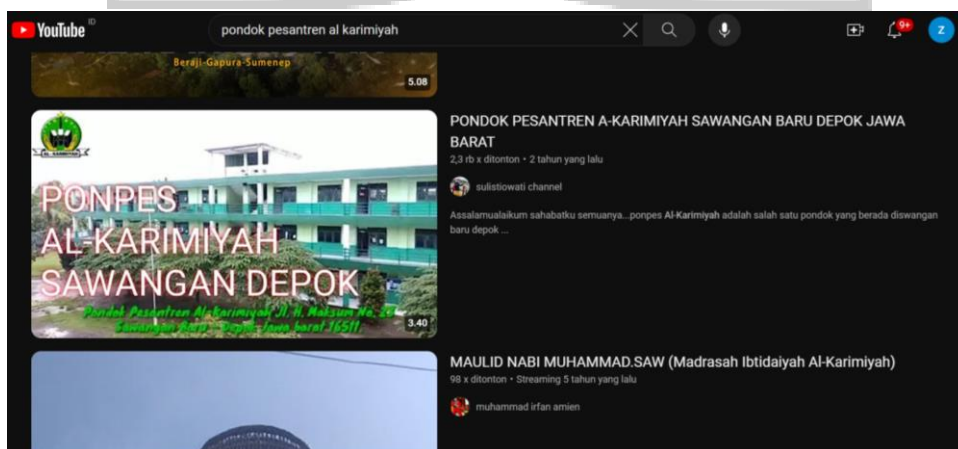 YouTube ID
pondok pesantren al karimiyah
9+
Z
Beraji-Gapura-Sumenep
5.08
AL-KARIMIYAH
PONPES
AL-KARIMIYAH
SAWANGAN DEPOK
Pondok Pesantren Al-Karimiyah Jl. H. Maksum No. 23
Sawangan Baru - Depok Jawa barat 16511
3.40
PONDOK PESANTREN A-KARIMIYAH SAWANGAN BARU DEPOK JAWA
BARAT
2,3 rb x ditonton • 2 tahun yang lalu
sulistiowati channel
Assalamualaikum sahabatku semuanya...ponpes Al-Karimiyah adalah salah satu pondok yang berada diswangan
baru depok ...
MAULID NABI MUHAMMAD.SAW (Madrasah Ibtidaiyah Al-Karimiyah)
98 x ditonton • Streaming 5 tahun yang lalu
muhammad irfan amien